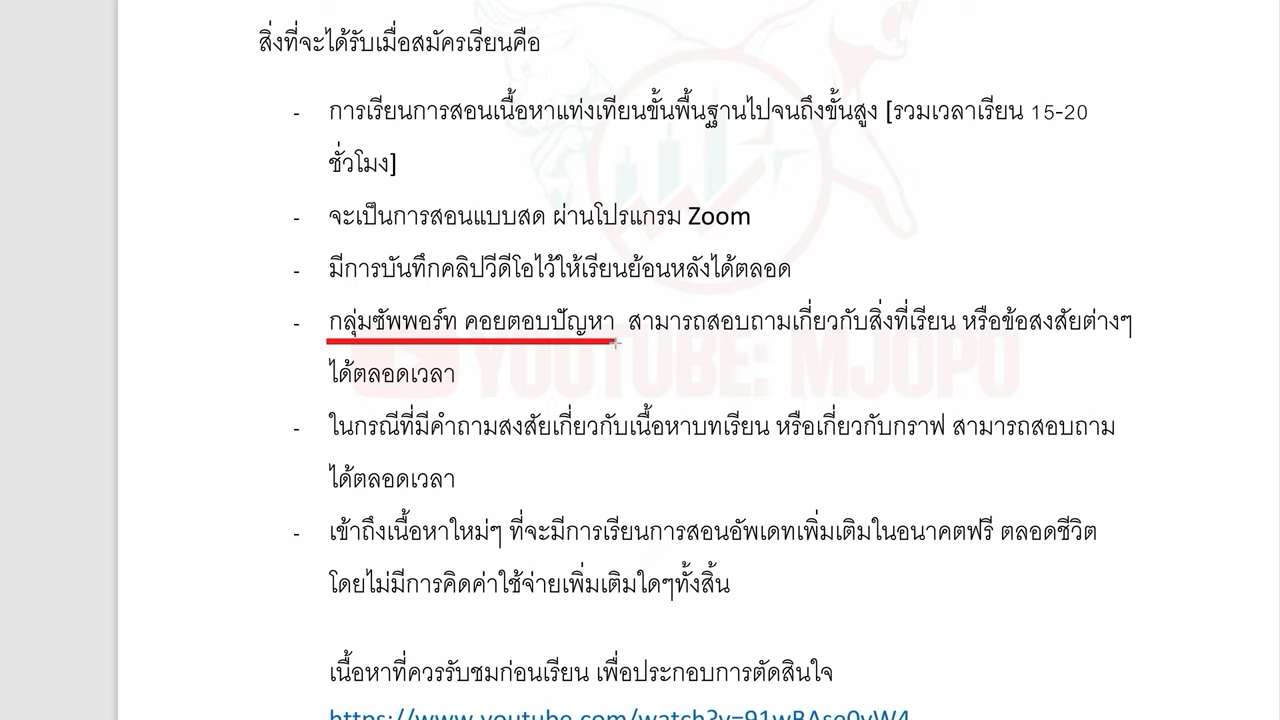 สิ่งที่จะได้รับเมื่อสมัครเรียนคือ
- การเรียนการสอนเนื้อหาแท่งเทียนขั้นพื้นฐานไปจนถึงขั้นสูง [รวมเวลาเรียน 15-20
ชั่วโมง]
- จะเป็นการสอนแบบสด ผ่านโปรแกรม Zoom
- มีการบันทึกคลิปวีดีโอไว้ให้เรียนย้อนหลังได้ตลอด
- กลุ่มซัพพอร์ท คอยตอบปัญหา สามารถสอบถามเกี่ยวกับสิ่งที่เรียน หรือข้อสงสัยต่างๆ
YOUTUBE: MJOPO
ได้ตลอดเวลา
- ในกรณีที่มีคำถามสงสัยเกี่ยวกับเนื้อหาบทเรียน หรือเกี่ยวกับกราฟ สามารถสอบถาม
ได้ตลอดเวลา
- เข้าถึงเนื้อหาใหม่ๆ ที่จะมีการเรียนการสอนอัพเดทเพิ่มเติมในอนาคตฟรี ตลอดชีวิต
โดยไม่มีการคิดค่าใช้จ่ายเพิ่มเติมใดๆทั้งสิ้น
เนื้อหาที่ควรรับชมก่อนเรียน เพื่อประกอบการตัดสินใจ